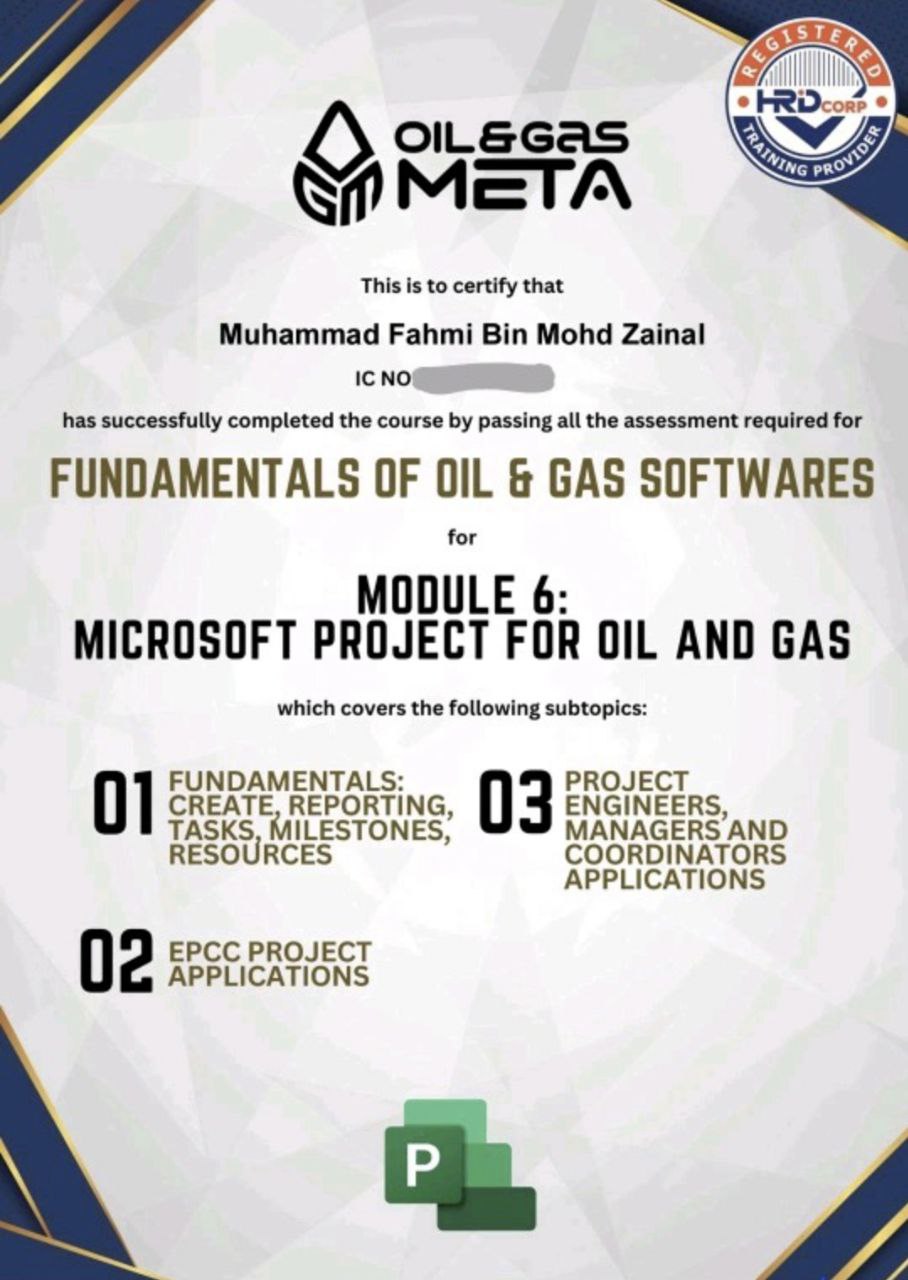 REGISTERED
HRD CORP
TRAINING PROVIDER
OIL&GAS
META
GM
This is to certify that
Muhammad Fahmi Bin Mohd Zainal
IC NO
has successfully completed the course by passing all the assessment required for
FUNDAMENTALS OF OIL & GAS SOFTWARES
for
MODULE 6:
MICROSOFT PROJECT FOR OIL AND GAS
which covers the following subtopics:
01
FUNDAMENTALS:
CREATE, REPORTING,
TASKS, MILESTONES,
RESOURCES
02
EPCC PROJECT
APPLICATIONS
03
PROJECT
ENGINEERS,
MANAGERS AND
COORDINATORS
APPLICATIONS
P